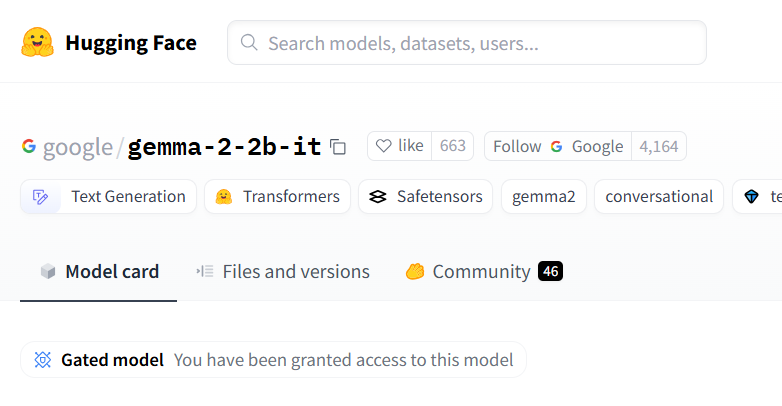 Hugging Face Search models, datasets, users...
google/gemma-2-2b-it like 663 Follow Google 4,164
Text Generation Transformers Safetensors gemma2 conversational
Model card Files and versions Community 46
Gated model You have been granted access to this model